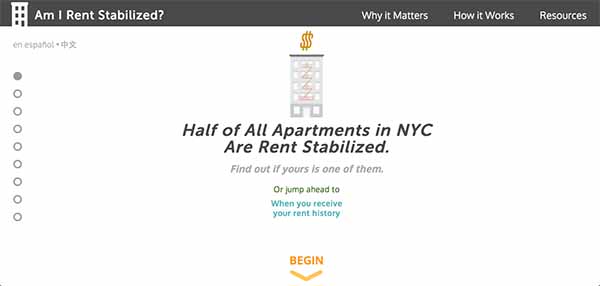 Am I Rent Stabilized? Why it Matters How it Works Resources
en español • 中文
$$$
Half of All Apartments in NYC
Are Rent Stabilized.
Find out if yours is one of them.
Or jump ahead to
When you receive
your rent history
BEGIN